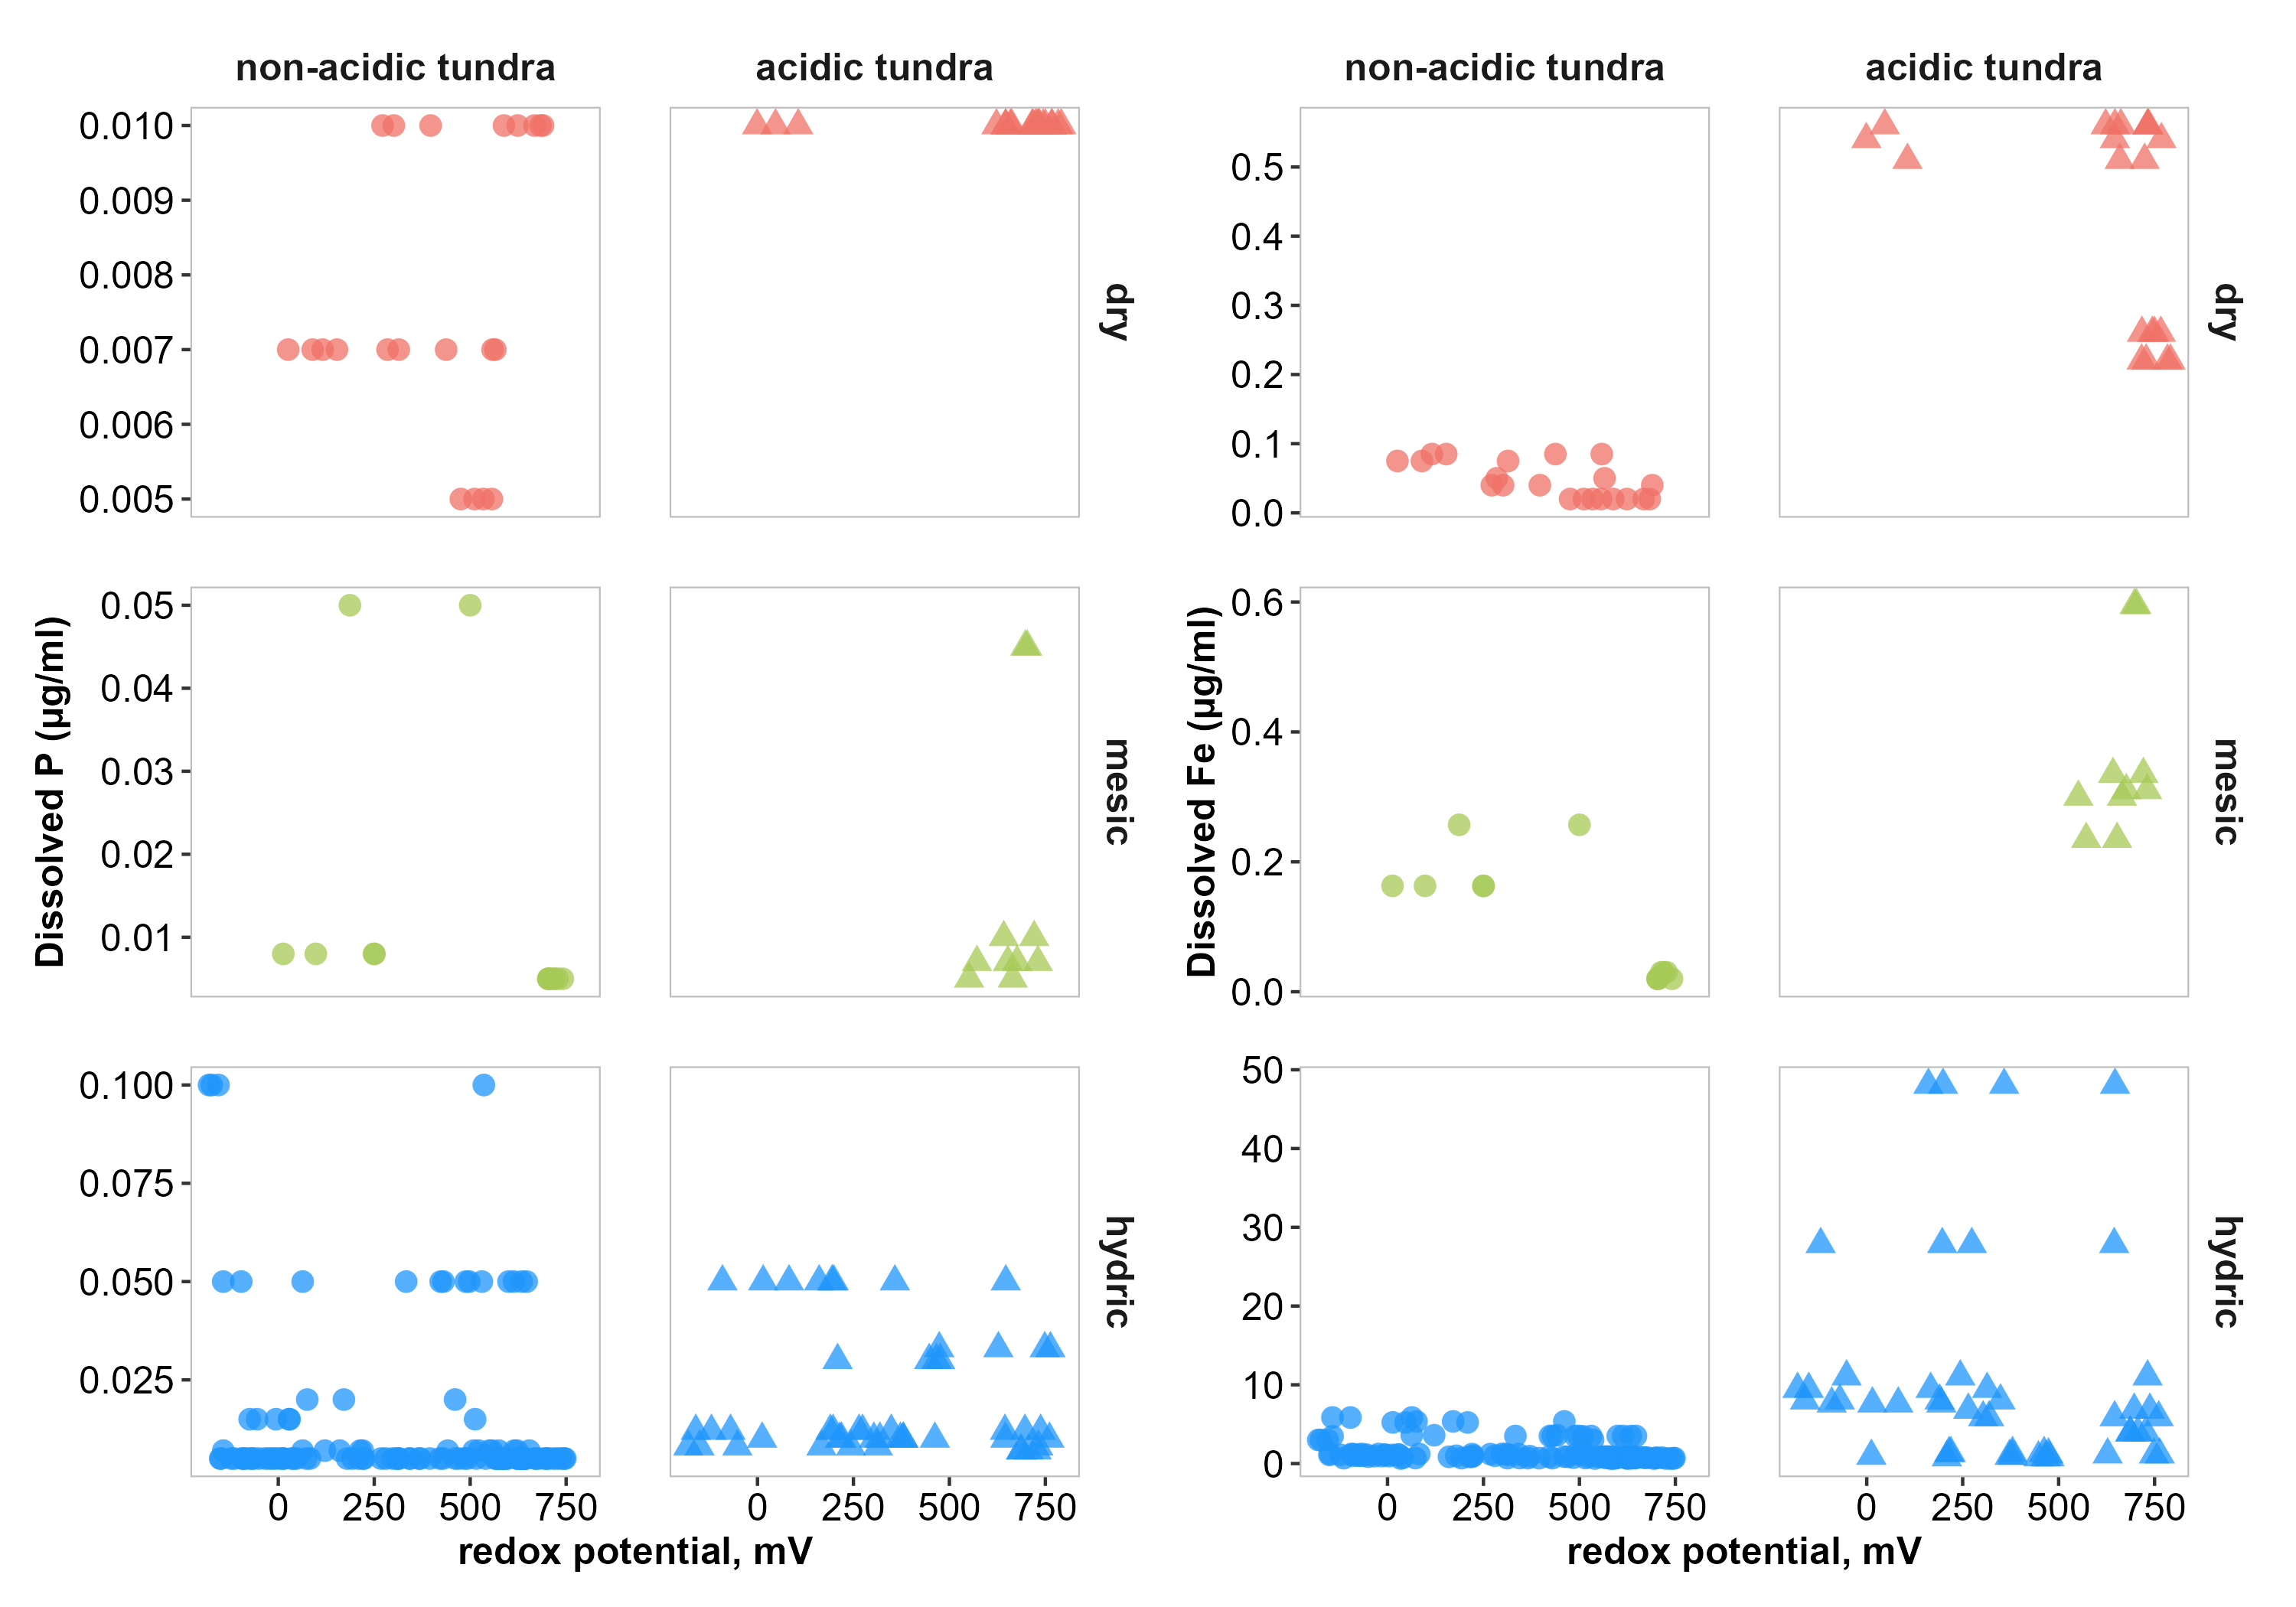 non-acidic tundra acidic tundra non-acidic tundra acidic tundra
0.010
0.009
0.008
0.007
0.006
0.005
dry
0.5
0.4
0.3
0.2
0.1
0.0
dry
Dissolved P (µg/ml)
0.05
0.04
0.03
0.02
0.01
mesic
Dissolved Fe (µg/ml)
0.6
0.4
0.2
0.0
mesic
0.100
0.075
0.050
0.025
hydric
50
40
30
20
10
0
hydric
0 250 500 750 0 250 500 750 0 250 500 750 0 250 500 750
redox potential, mV redox potential, mV